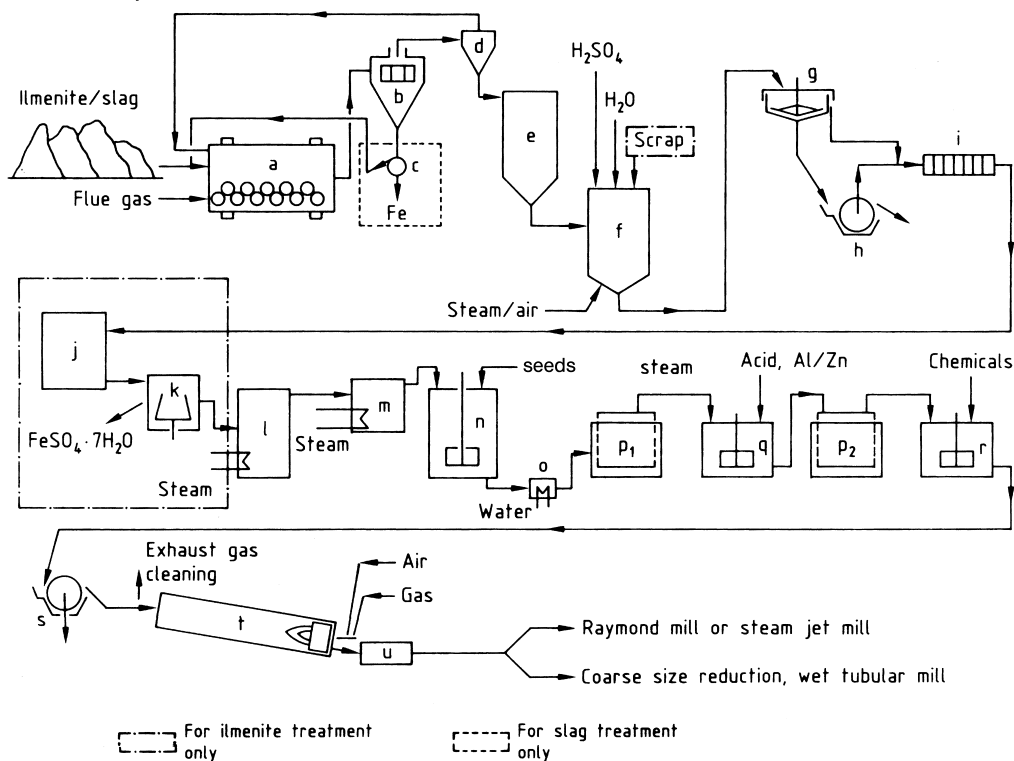 d
H₂SO₄
g
Ilmenite/slag
b
H₂O
Scrap
e
i
a
c
Flue gas
Fe
f
h
Steam/air
j
seeds
steam
Acid, Al/Zn
Chemicals
k
m
n
l
p₁
q
p₂
r
FeSO₄·7H₂O
Steam
o
Steam
Water
Exhaust gas
cleaning
Air
Gas
s
t
u
Raymond mill or steam jet mill
Coarse size reduction, wet tubular mill
For ilmenite treatment
only
For slag treatment
only